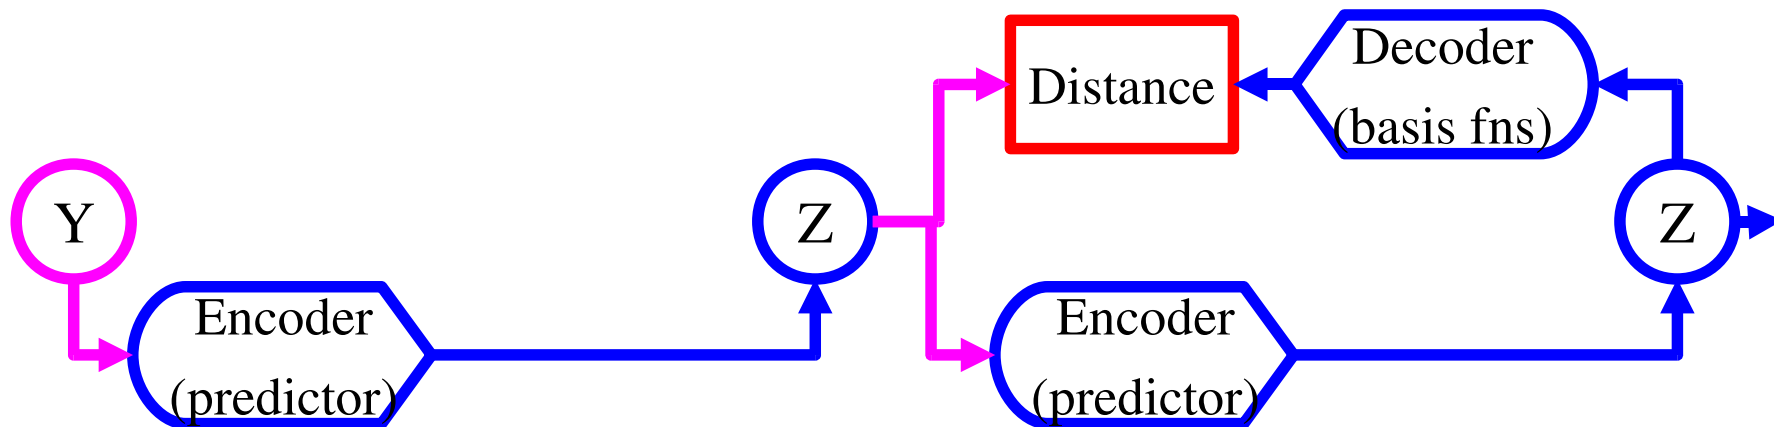 Y
Encoder
(predictor)
Z
Distance
Encoder
(predictor)
Decoder
(basis fns)
Z